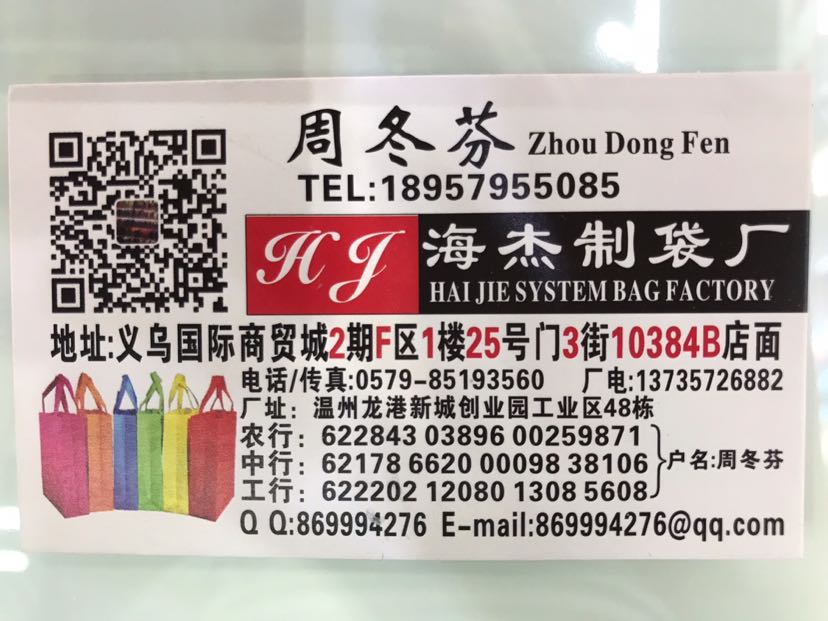 周冬芬 Zhou Dong Fen
TEL:18957955085
HJ 海杰制袋厂
HAI JIE SYSTEM BAG FACTORY
地址:义乌国际商贸城2期F区1楼25号门3街10384B店面
电话/传真:0579-85193560 厂电:13735726882
厂址：温州龙港新城创业园工业区48栋
农行：622843 03896 00259871
中行：62178 6620 00098 38106 户名:周冬芬
工行：622202 12080 1308 5608
Q Q:869994276 E-mail:869994276@qq.com